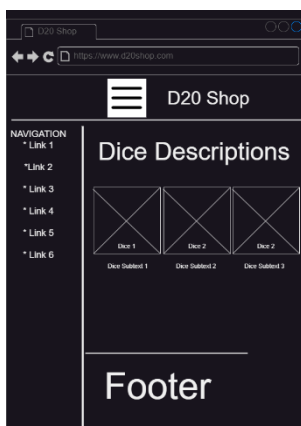 D20 Shop
https://www.d20shop.com
D20 Shop
NAVIGATION
* Link 1
*Link 2
* Link 3
* Link 4
* Link 5
* Link 6
Dice Descriptions
Dice 1 Dice 2 Dice 2
Dice Subtext 1 Dice Subtext 2 Dice Subtext 3
Footer